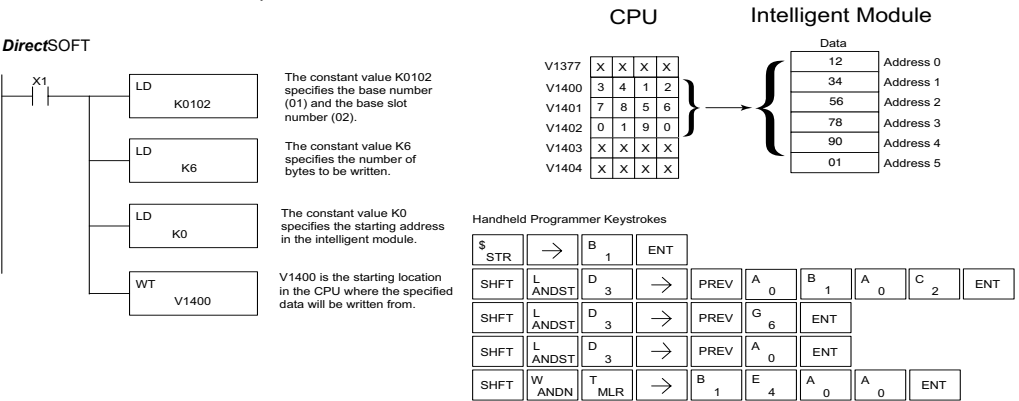 CPU
Intelligent Module
DirectSOFT
X1
LD
K0102
The constant value K0102
specifies the base number
(01) and the base slot
number (02).
LD
K6
The constant value K6
specifies the number of
bytes to be written.
LD
K0
The constant value K0
specifies the starting address
in the intelligent module.
WT
V1400
V1400 is the starting location
in the CPU where the specified
data will be written from.
V1377 X X X X
V1400 3 4 1 2
V1401 7 8 5 6
V1402 0 1 9 0
V1403 X X X X
V1404 X X X X
Data
12 Address 0
34 Address 1
56 Address 2
78 Address 3
90 Address 4
01 Address 5
Handheld Programmer Keystrokes
$ STR → B 1 ENT
SHFT L ANDST D 3 → PREV A 0 B 1 A 0 C 2 ENT
SHFT L ANDST D 3 → PREV G 6 ENT
SHFT L ANDST D 3 → PREV A 0 ENT
SHFT W ANDN T MLR → B 1 E 4 A 0 A 0 ENT